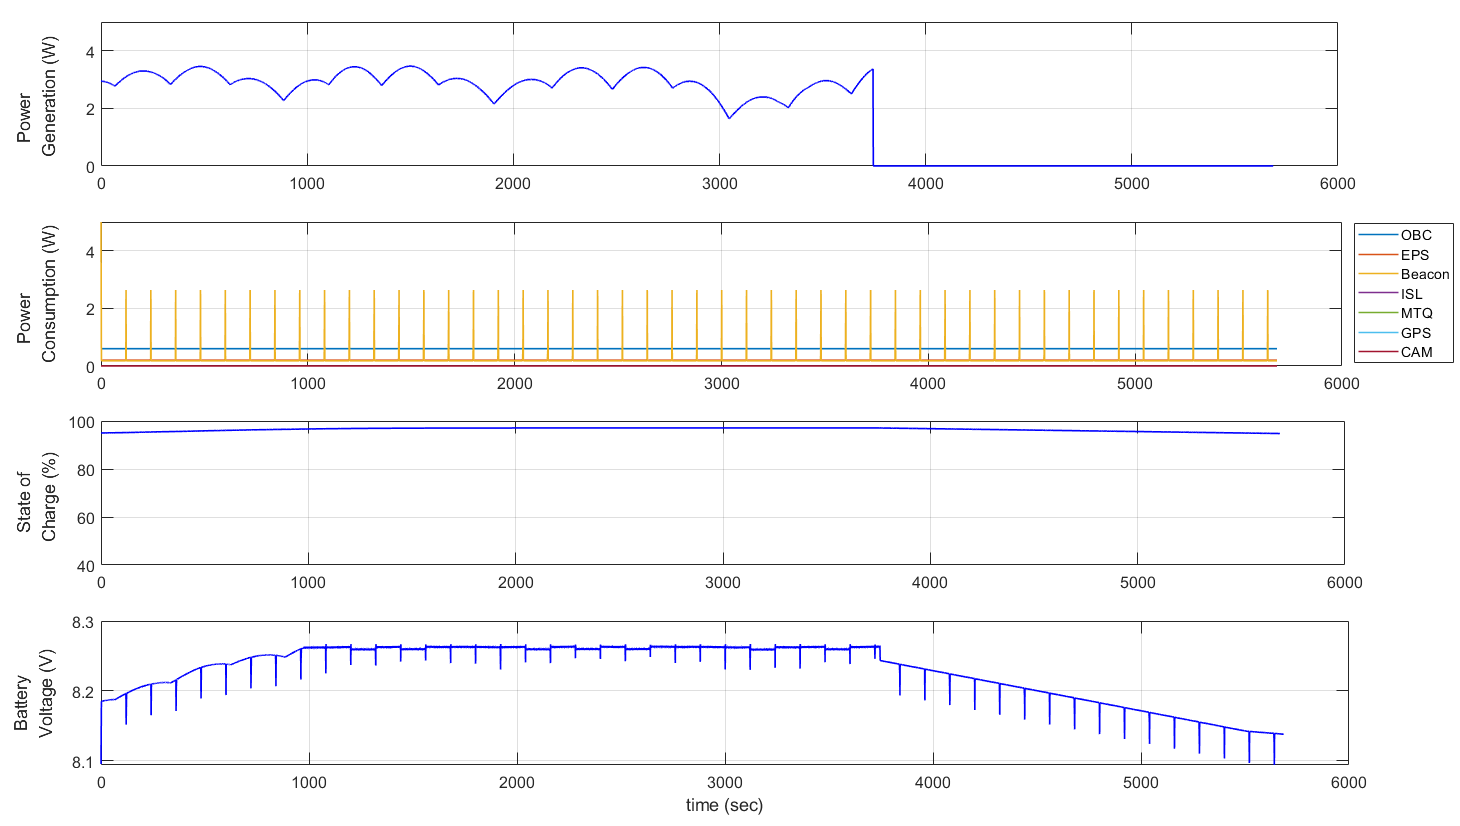 Power
Generation (W)
4
2
0
0 1000 2000 3000 4000 5000 6000
Power
Consumption (W)
4
2
0
0 1000 2000 3000 4000 5000 6000
OBC
EPS
Beacon
ISL
MTQ
GPS
CAM
State of
Charge (%)
100
80
60
40
0 1000 2000 3000 4000 5000 6000
Battery
Voltage (V)
8.3
8.2
8.1
0 1000 2000 3000 4000 5000 6000
time (sec)